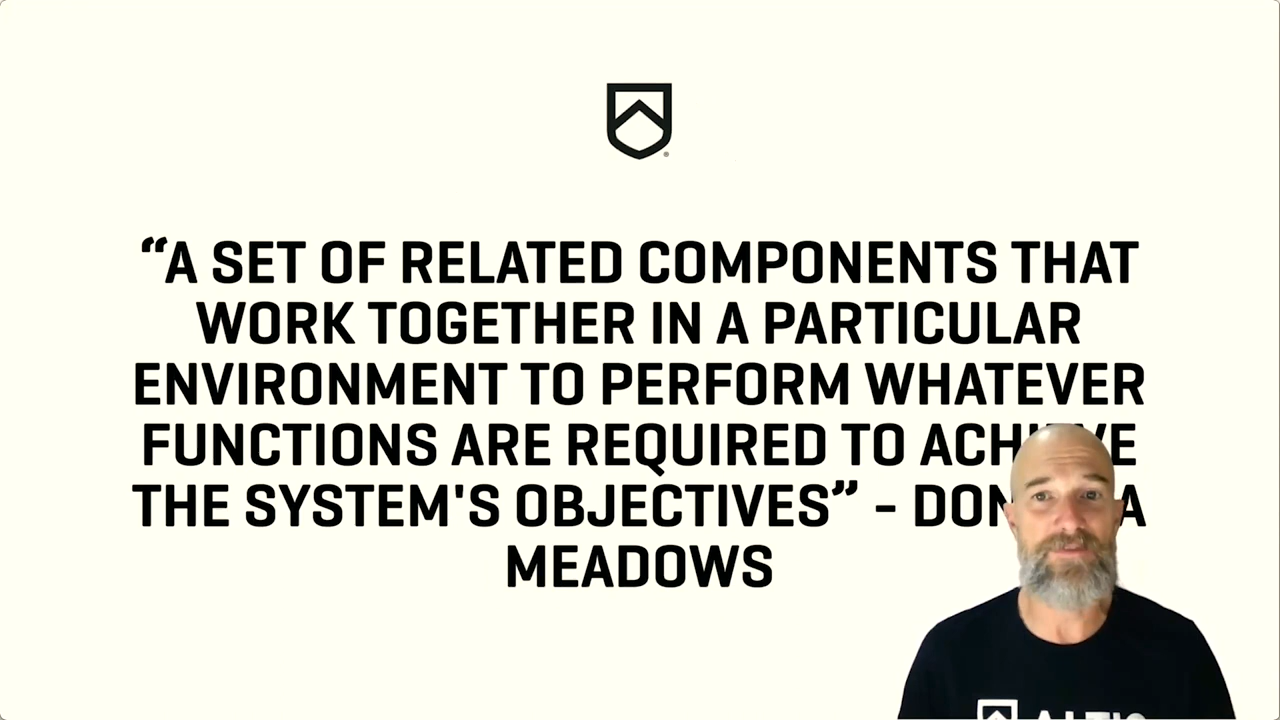 “A SET OF RELATED COMPONENTS THAT
WORK TOGETHER IN A PARTICULAR
ENVIRONMENT TO PERFORM WHATEVER
FUNCTIONS ARE REQUIRED TO
THE SYSTEM'S OBJECTIVES” -
MEADOWS